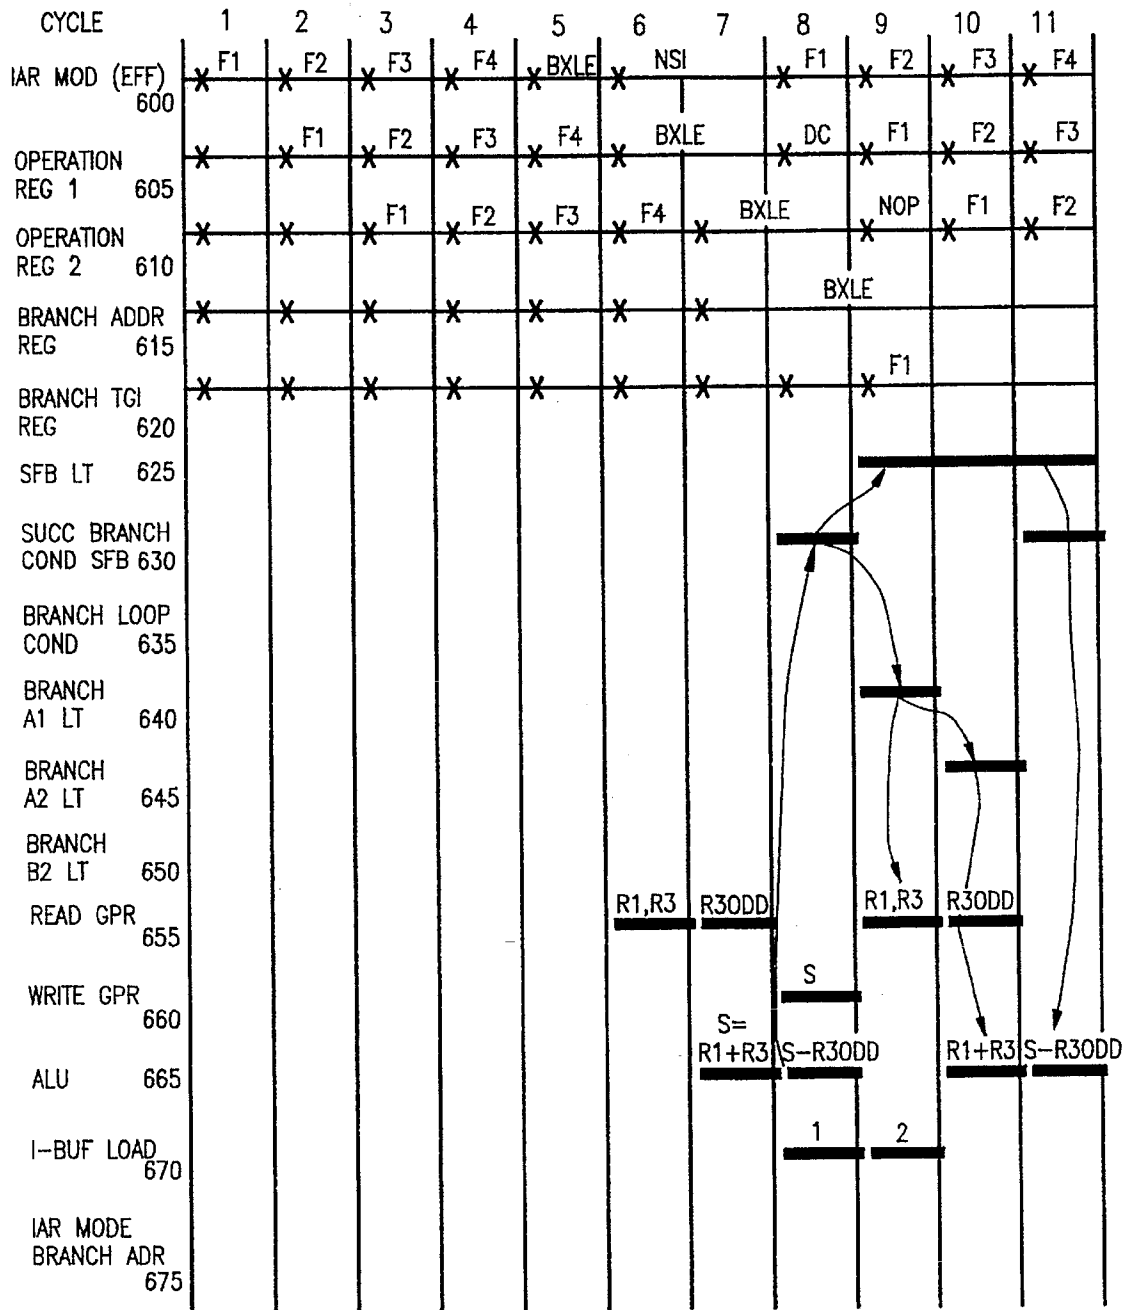 CYCLE 1 2 3 4 5 6 7 8 9 10 11
IAR MOD (EFF) F1 F2 F3 F4 BXLE NSI F1 F2 F3 F4
600
OPERATION F1 F2 F3 F4 BXLE DC F1 F2 F3
REG 1 605
OPERATION F1 F2 F3 F4 BXLE NOP F1 F2
REG 2 610
BRANCH ADDR BXLE
REG 615
BRANCH TGI F1
REG 620
SFB LT 625
SUCC BRANCH
COND SFB 630
BRANCH LOOP
COND 635
BRANCH
A1 LT 640
BRANCH
A2 LT 645
BRANCH
B2 LT 650
READ GPR R1,R3 R3ODD R1,R3 R3ODD
655
WRITE GPR S
660
S=
R1+R3 S-R3ODD R1+R3 S-R3ODD
ALU 665
I-BUF LOAD 1 2
670
IAR MODE
BRANCH ADR
675